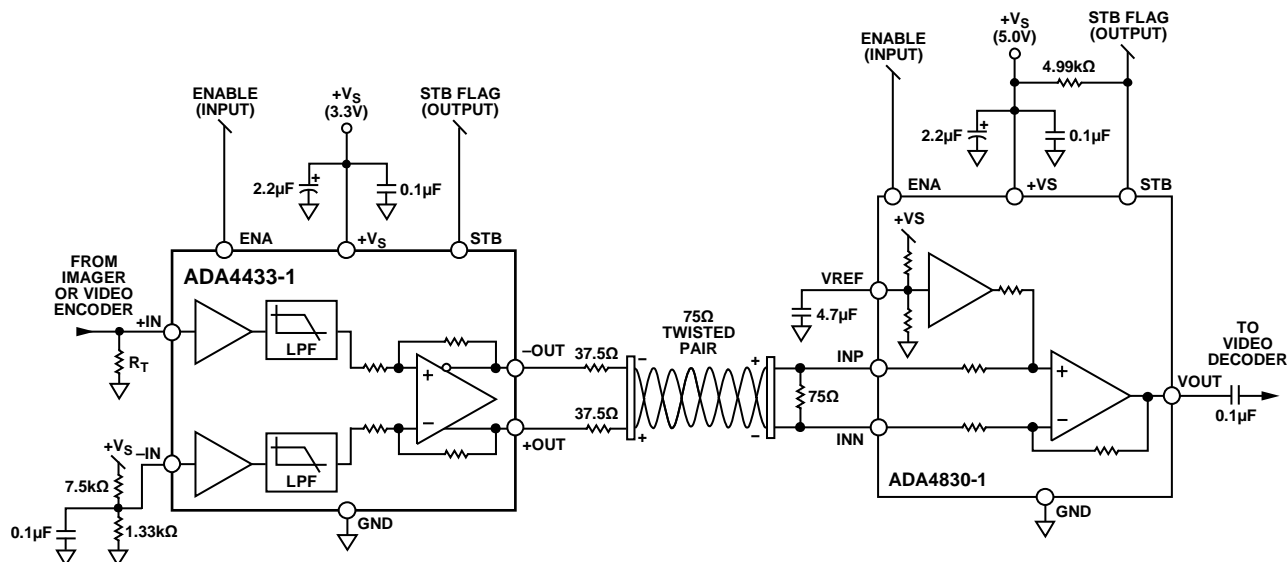 ENABLE
(INPUT)
+VS
(3.3V)
STB FLAG
(OUTPUT)
2.2µF
+
0.1µF
ENA
+VS
STB
ADA4433-1
FROM
IMAGER
OR VIDEO
ENCODER
+IN
RT
LPF
+
−
–OUT
+OUT
37.5Ω
37.5Ω
+VS
–IN
7.5kΩ
LPF
0.1µF
1.33kΩ
GND
75Ω
TWISTED
PAIR
−
+
+
−
75Ω
ENABLE
(INPUT)
+VS
(5.0V)
STB FLAG
(OUTPUT)
4.99kΩ
2.2µF
+
0.1µF
ENA
+VS
STB
+VS
VREF
4.7µF
INP
INN
+
−
VOUT
TO
VIDEO
DECODER
0.1µF
ADA4830-1
GND